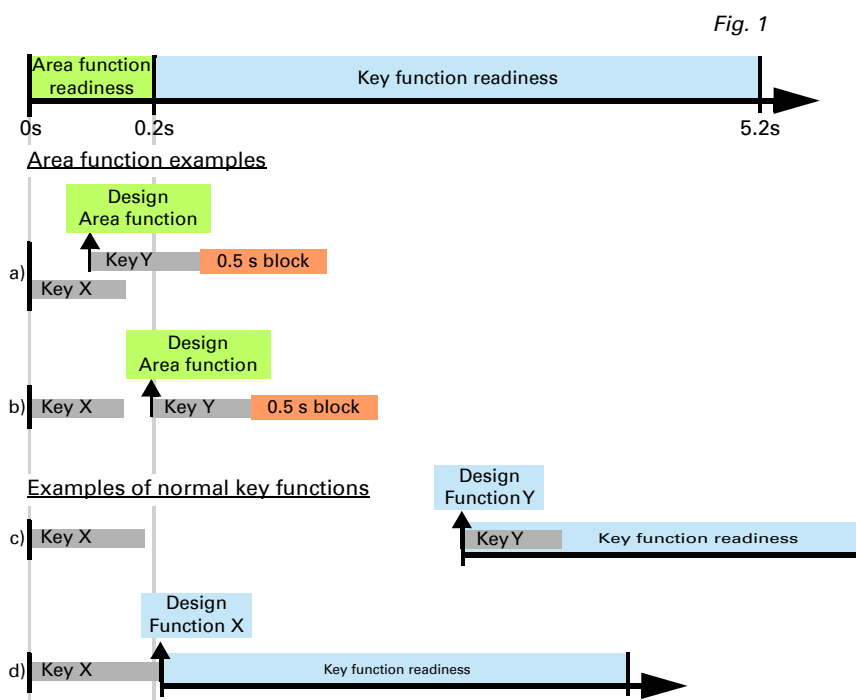 Fig. 1
Area function
readiness
Key function readiness
0s
0.2s
5.2s
Area function examples
Design
Area function
a)
Key Y
0.5 s block
Key X
Design
Area function
b)
Key X
Key Y
0.5 s block
Examples of normal key functions
Design
Function Y
c)
Key X
Key Y
Key function readiness
Design
Function X
d)
Key X
Key function readiness